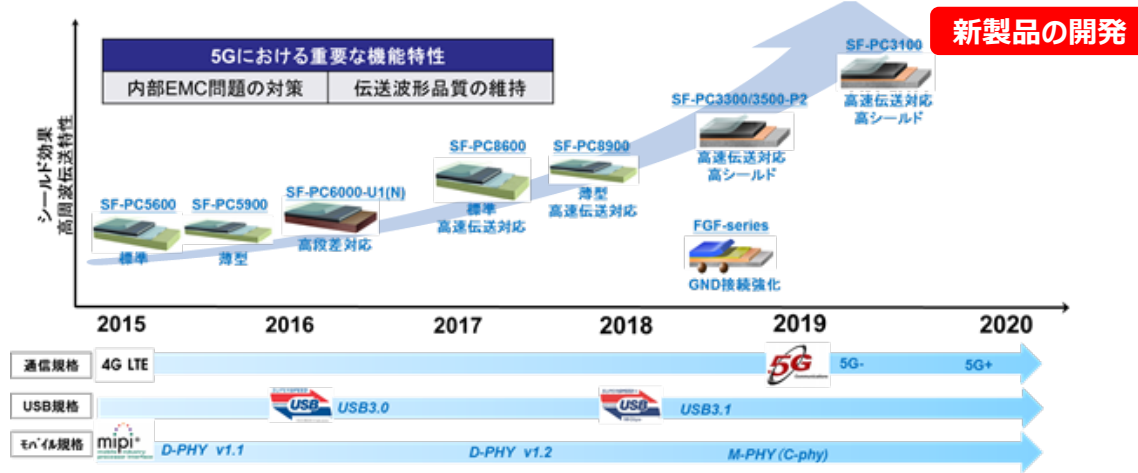 新製品の開発
5Gにおける重要な機能特性
内部EMC問題の対策
伝送波形品質の維持
シールド効果
高周波伝送特性
SF-PC5600
標準
SF-PC5900
薄型
SF-PC6000-U1(N)
高段差対応
SF-PC8600
標準
高速伝送対応
SF-PC8900
薄型
高速伝送対応
SF-PC3300/3500-P2
高速伝送対応
高シールド
SF-PC3100
高速伝送対応
高シールド
FGF-series
GND接続強化
2015
2016
2017
2018
2019
2020
通信規格
4G LTE
5G
5G-
5G+
USB規格
USB
USB3.0
USB
USB3.1
モバイル規格
mipi
D-PHY v1.1
D-PHY v1.2
M-PHY (C-phy)